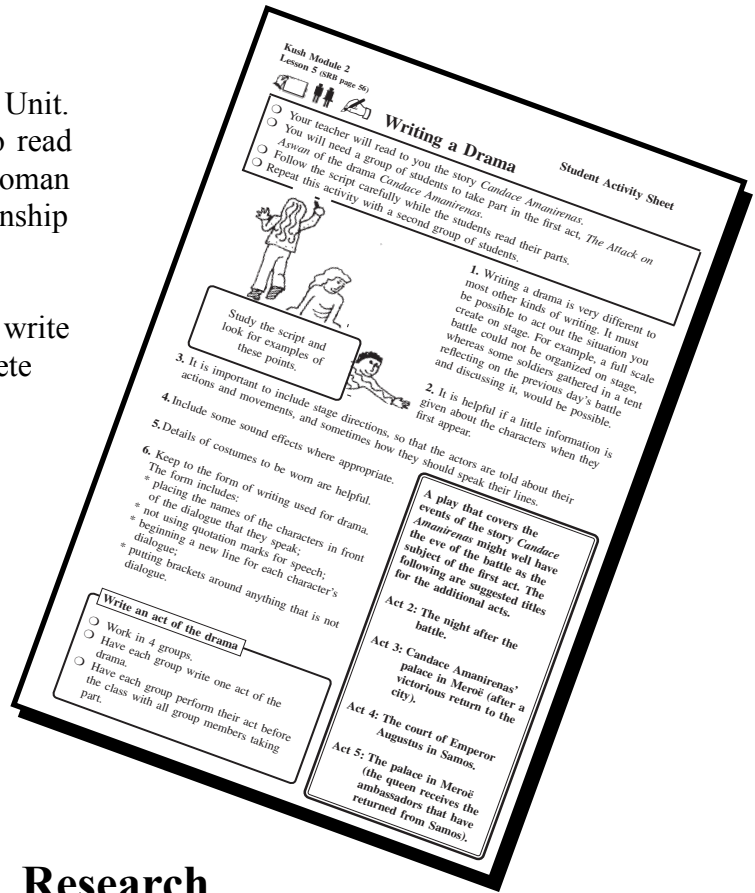 Unit.
read
oman
nship
write
ete
Kush Module 2
Lesson 5 (SRB page 56)
Writing a Drama
Student Activity Sheet
❍ Your teacher will read to you the story Candace Amanirenas.
❍ You will need a group of students to take part in the first act, The Attack on
Aswan of the drama Candace Amanirenas.
❍ Follow the script carefully while the students read their parts.
❍ Repeat this activity with a second group of students.
Study the script and
look for examples of
these points.
1. Writing a drama is very different to
most other kinds of writing. It must
be possible to act out the situation you
create on stage. For example, a full scale
battle could not be organized on stage,
whereas some soldiers gathered in a tent
reflecting on the previous day's battle
and discussing it, would be possible.
2. It is helpful if a little information is
given about the characters when they
first appear.
3. It is important to include stage directions, so that the actors are told about their
actions and movements, and sometimes how they should speak their lines.
4. Include some sound effects where appropriate.
5. Details of costumes to be worn are helpful.
6. Keep to the form of writing used for drama.
The form includes:
* placing the names of the characters in front
of the dialogue that they speak;
* not using quotation marks for speech;
* beginning a new line for each character's
dialogue;
* putting brackets around anything that is not
dialogue.
Write an act of the drama
❍ Work in 4 groups.
❍ Have each group write one act of the
drama.
❍ Have each group perform their act before
the class with all group members taking
part.
A play that covers the
events of the story Candace
Amanirenas might well have
the eve of the battle as the
subject of the first act. The
following are suggested titles
for the additional acts.
Act 2: The night after the
battle.
Act 3: Candace Amanirenas'
palace in Meroë (after a
victorious return to the
city).
Act 4: The court of Emperor
Augustus in Samos.
Act 5: The palace in Meroë
(the queen receives the
ambassadors that have
returned from Samos).
Research